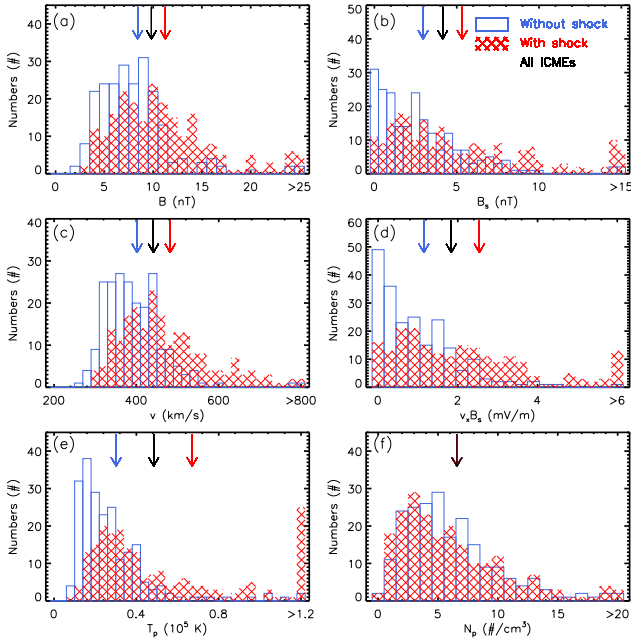 (a)
40
30
20
10
0
Numbers (#)
0 5 10 15 20 >25
B (nT)
(b)
Without shock
With shock
All ICMEs
50
40
30
20
10
0
Numbers (#)
0 5 10 >15
Bs (nT)
(c)
40
30
20
10
0
Numbers (#)
200 400 600 >800
v (km/s)
(d)
60
50
40
30
20
10
0
Numbers (#)
0 2 4 >6
vxBs (mV/m)
(e)
50
40
30
20
10
0
Numbers (#)
0 0.4 0.8 >1.2
Tp (10⁵ K)
(f)
50
40
30
20
10
0
Numbers (#)
0 5 10 15 >20
Np (#/cm³)